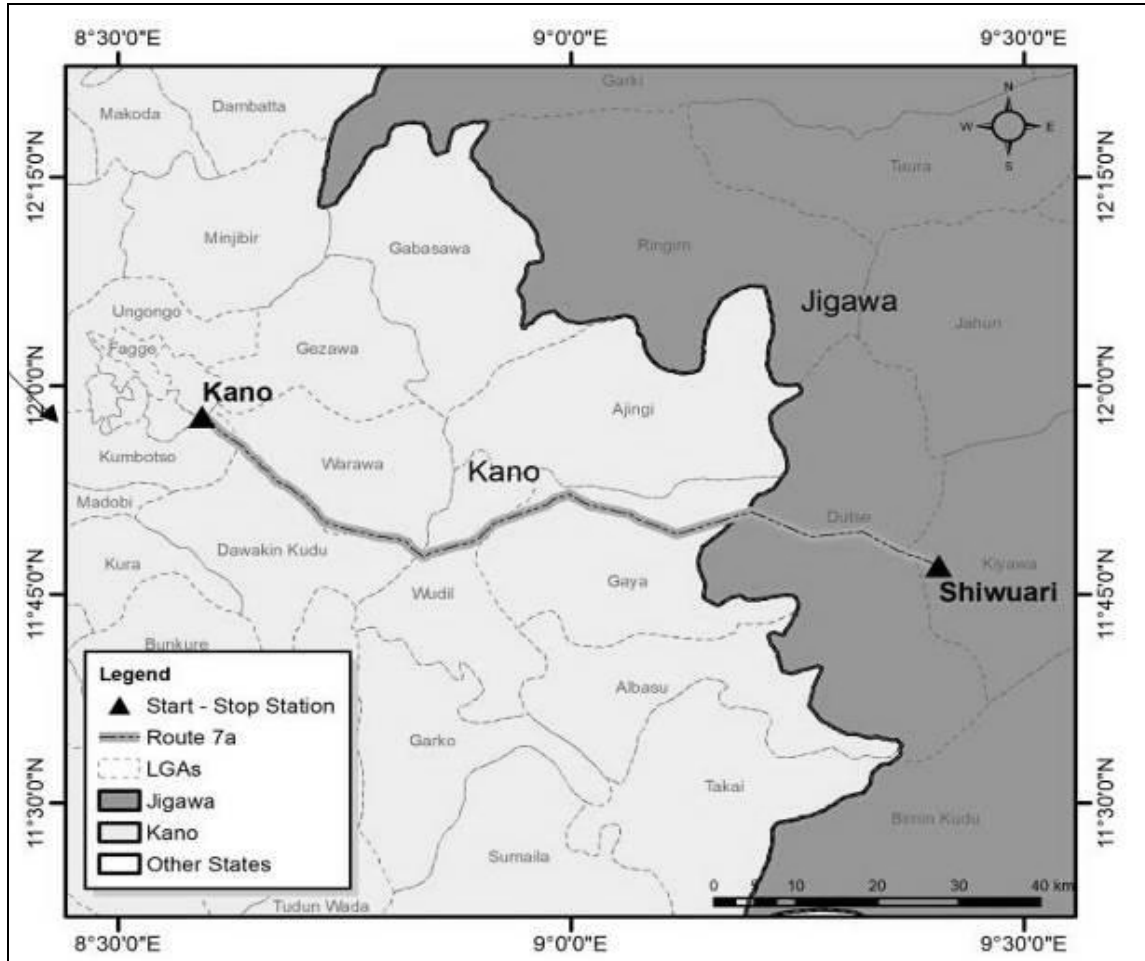 8°30'0"E 9°0'0"E 9°30'0"E
N
W E
S
Garki
Makoda
Dambatta
Taura
12°15'0"N 12°15'0"N
Minjibir
Gabasawa
Ringim
Jigawa
Ungongo
Jahun
Fagge
Gezawa
12°0'0"N 12°0'0"N
Kano
Ajingi
Kumbotso
Warawa
Kano
Madobi
Dutse
Dawakin Kudu
Kura
Kiyawa
Gaya
Wudil
Shiwuari
11°45'0"N 11°45'0"N
Bunkure
Legend
Start - Stop Station
Route 7a
LGAs
Jigawa
Kano
Other States
Albasu
Garko
Takai
11°30'0"N 11°30'0"N
Birnin Kudu
Sumaila
0 5 10 20 30 40 km
Tudun Wada
8°30'0"E 9°0'0"E 9°30'0"E